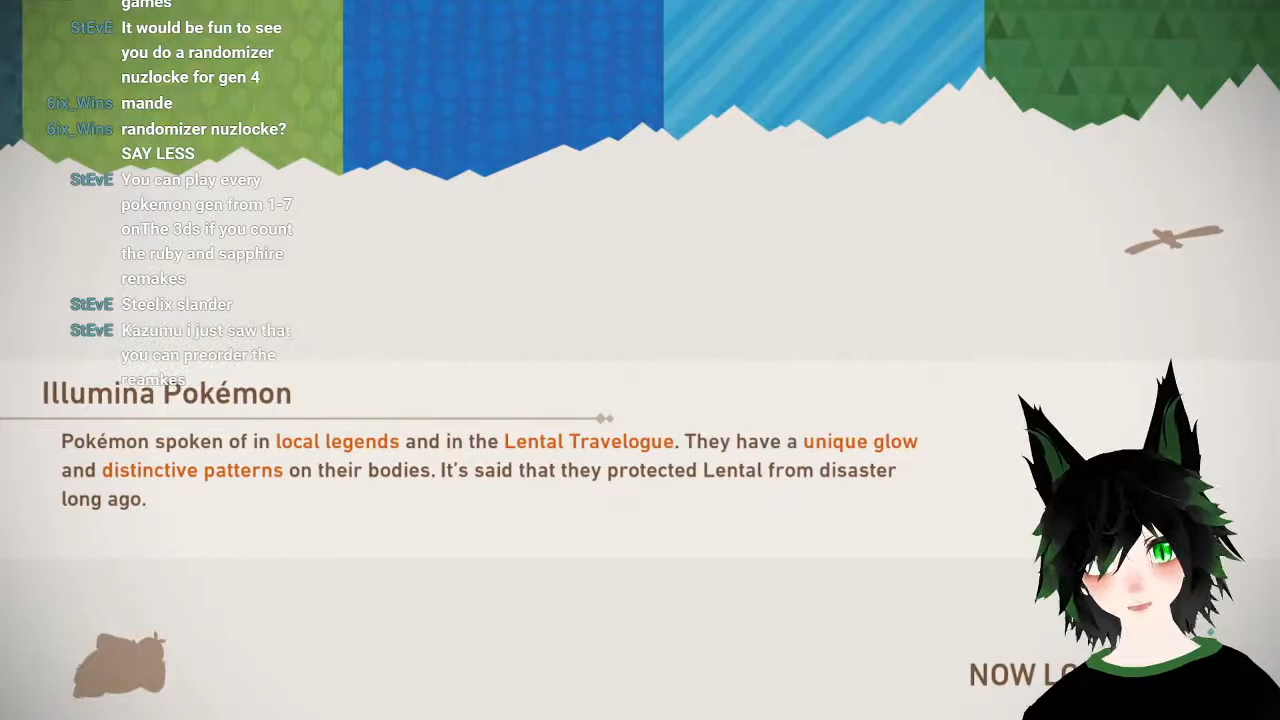 games
StEvE It would be fun to see
you do a randomizer
nuzlocke for gen 4
6ix_Wins mande
6ix_Wins randomizer nuzlocke?
SAY LESS
StEvE You can play every
pokemon gen from 1-7
onThe 3ds if you count
the ruby and sapphire
remakes
StEvE Steelix slander
StEvE Kazumu i just saw that
you can preorder the
reamkes
Illumina Pokémon
Pokémon spoken of in local legends and in the Lental Travelogue. They have a unique glow
and distinctive patterns on their bodies. It's said that they protected Lental from disaster
long ago.
NOW LO